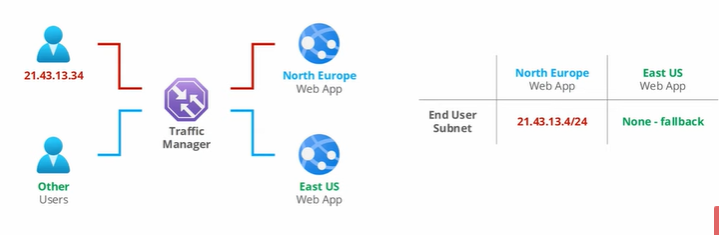 21.43.13.34
Other
Users
Traffic
Manager
North Europe
Web App
East US
Web App
North Europe
Web App
East US
Web App
End User
Subnet
21.43.13.4/24
None - fallback